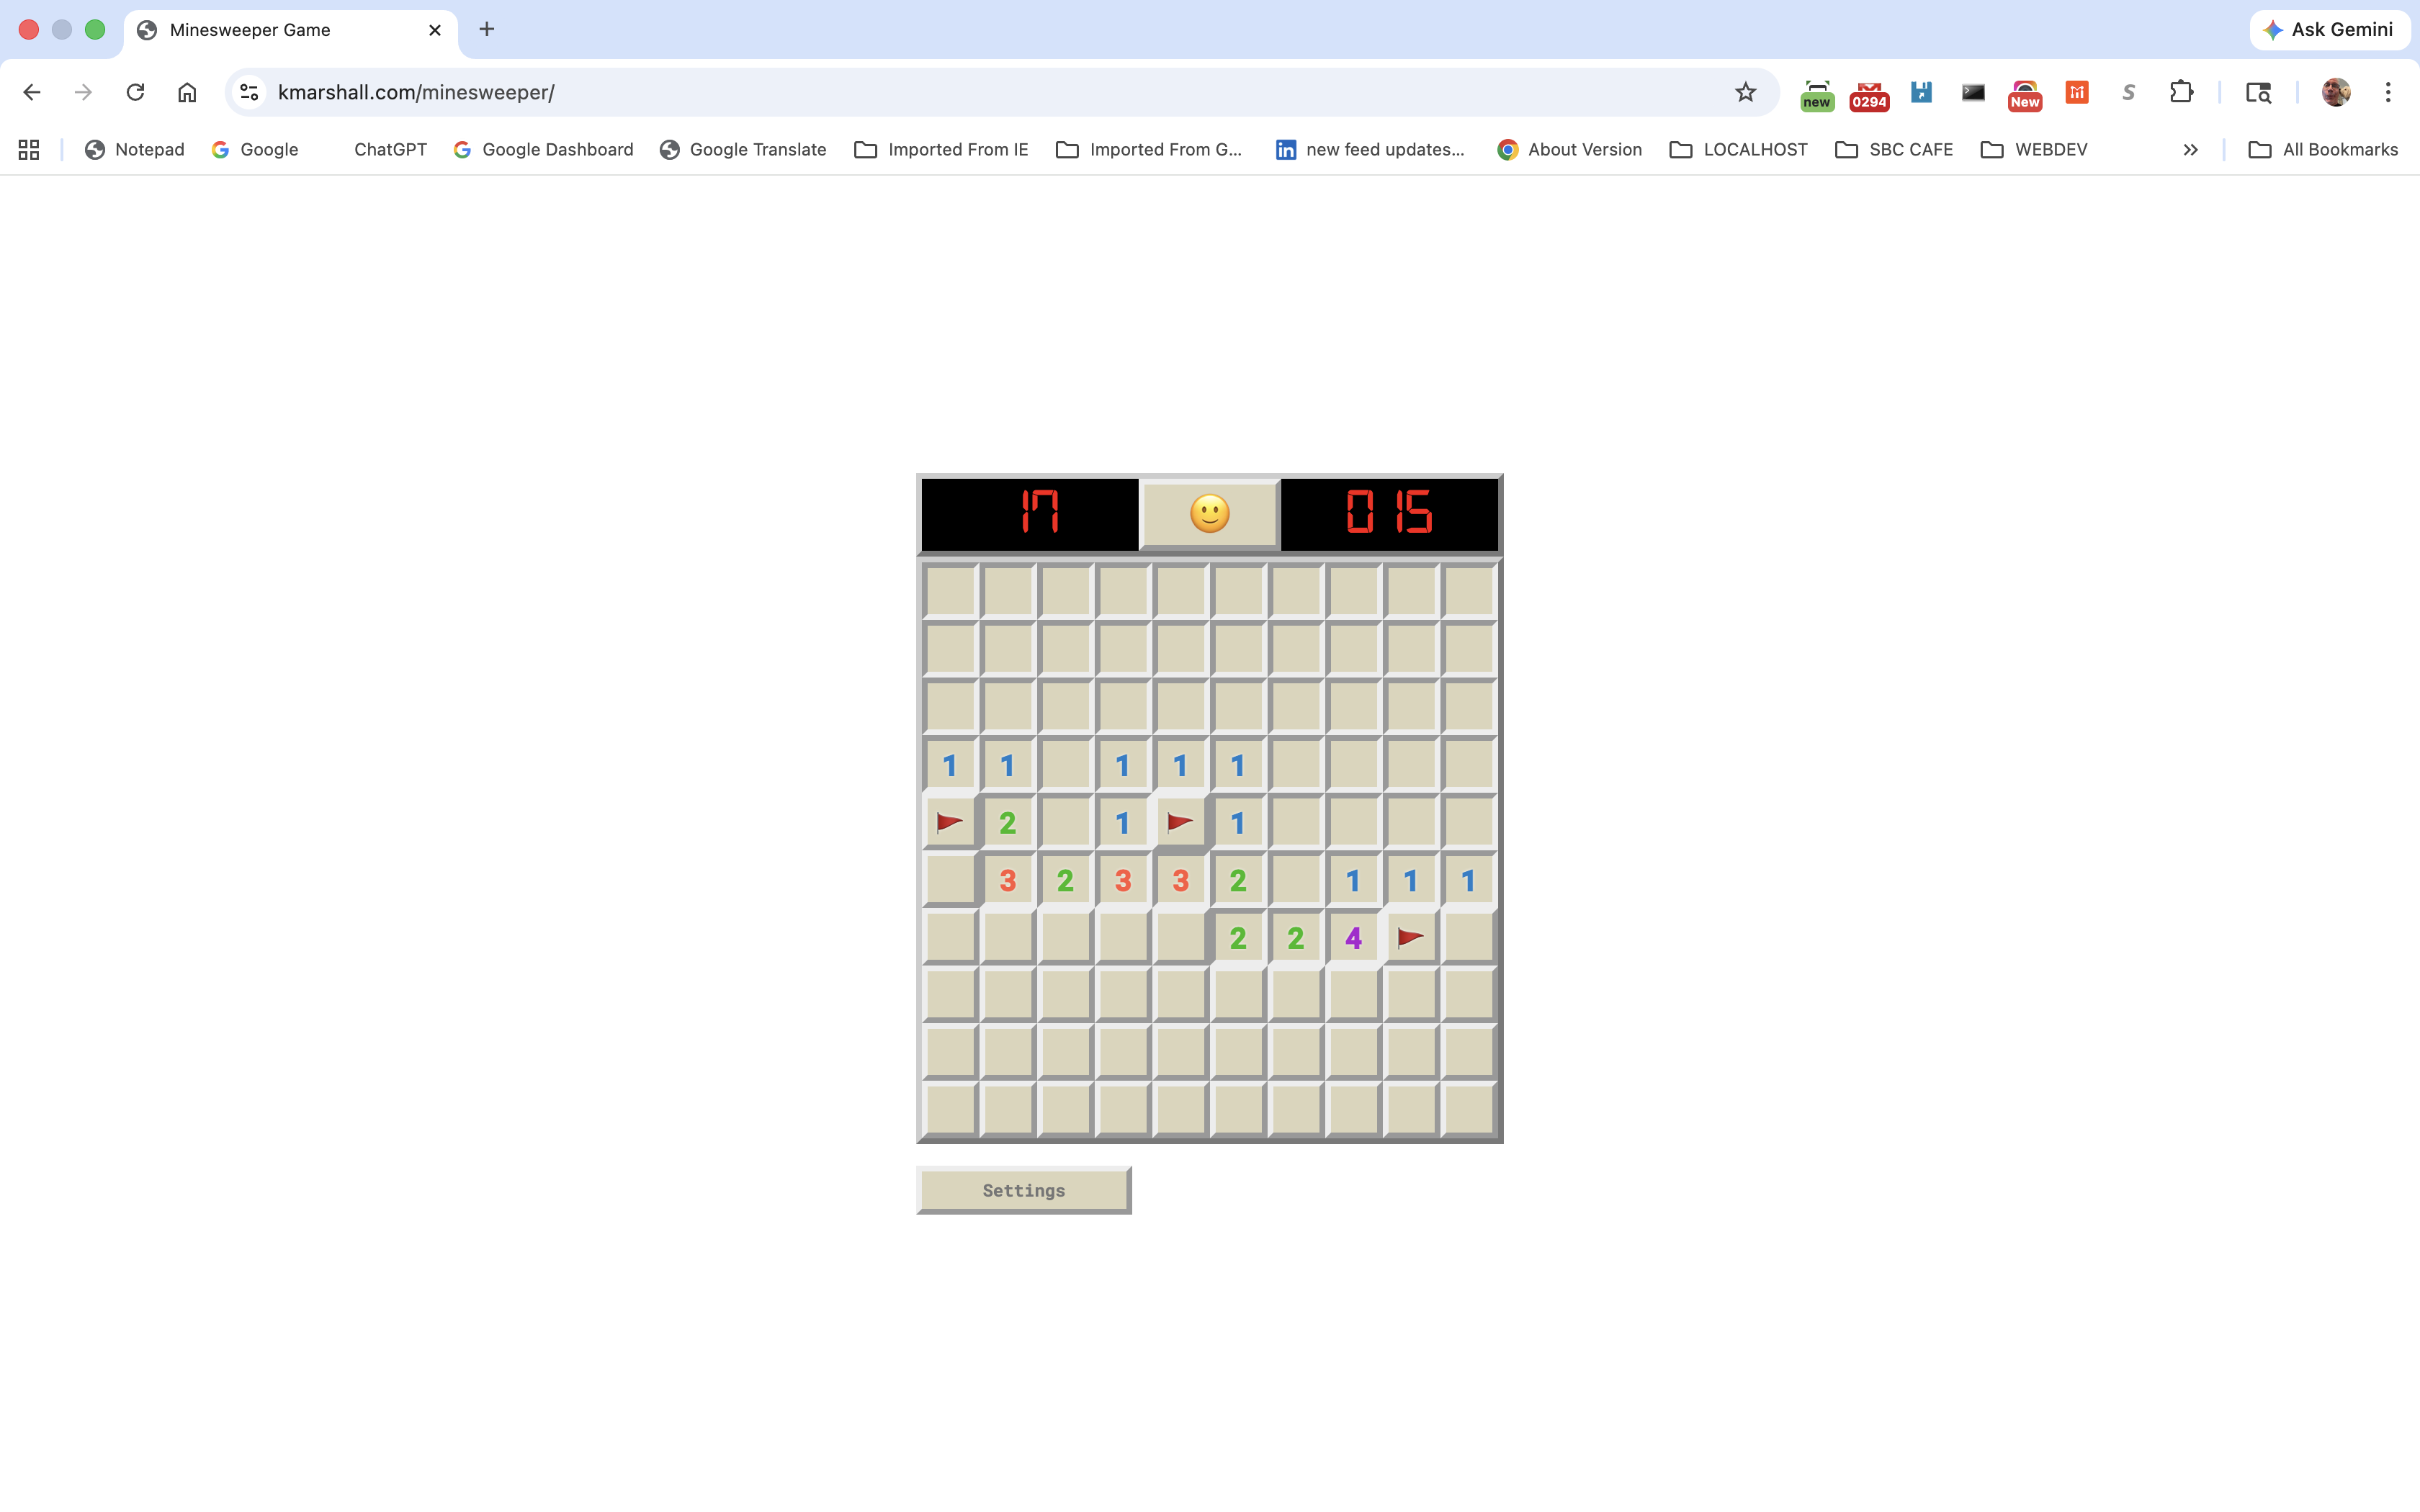 Minesweeper Game
Ask Gemini
kmarshall.com/minesweeper/
new
0294
New
Notepad
Google
ChatGPT
Google Dashboard
Google Translate
Imported From IE
Imported From G...
new feed updates...
About Version
LOCALHOST
SBC CAFE
WEBDEV
All Bookmarks
17 015
1 1 1 1 1
2 1 1
3 2 3 3 2 1 1 1
2 2 4
Settings